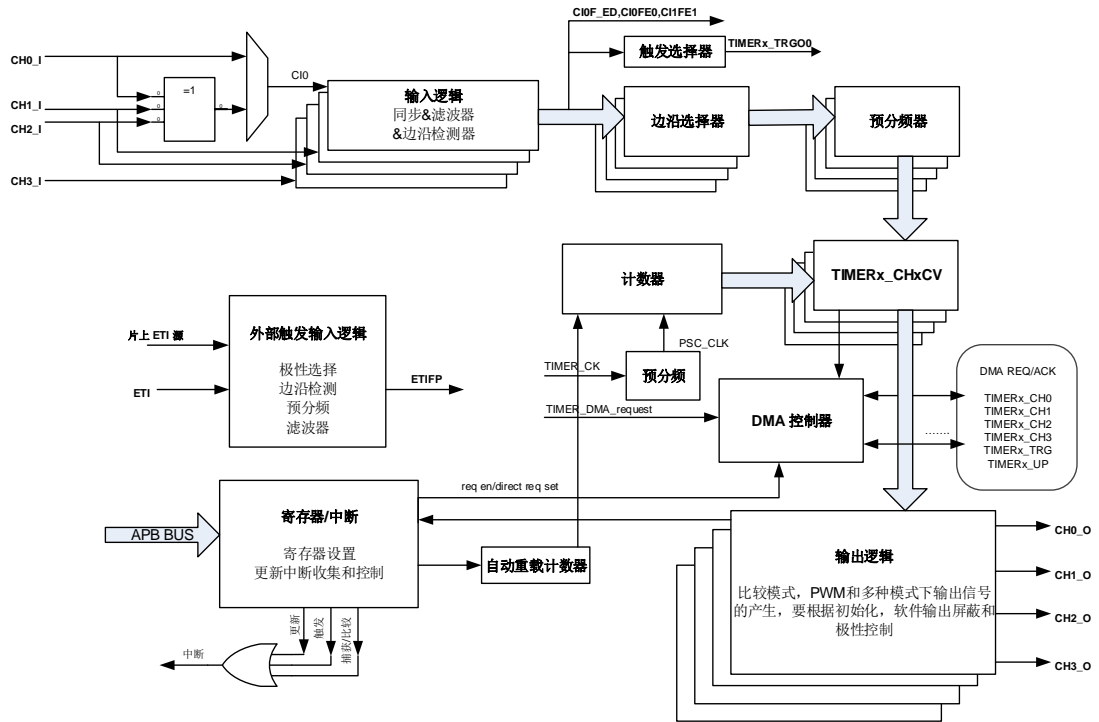 CI0F_ED,CI0FE0,CI1FE1
触发选择器
TIMERx_TRGO0
CH0_I
CH1_I
CH2_I
CH3_I
=1
CI0
输入逻辑
同步&滤波器
&边沿检测器
边沿选择器
预分频器
计数器
TIMERx_CHxCV
片上 ETI 源
ETI
外部触发输入逻辑
极性选择
边沿检测
预分频
滤波器
ETIFP
TIMER_CK
预分频
PSC_CLK
TIMER_DMA_request
DMA 控制器
DMA REQ/ACK
TIMERx_CH0
TIMERx_CH1
TIMERx_CH2
TIMERx_CH3
TIMERx_TRG
TIMERx_UP
.......
req en/direct req set
APB BUS
寄存器/中断
寄存器设置
更新中断收集和控制
自动重载计数器
更新
触发
捕获/比较
中断
输出逻辑
比较模式，PWM和多种模式下输出信号
的产生，要根据初始化，软件输出屏蔽和
极性控制
CH0_O
CH1_O
CH2_O
CH3_O